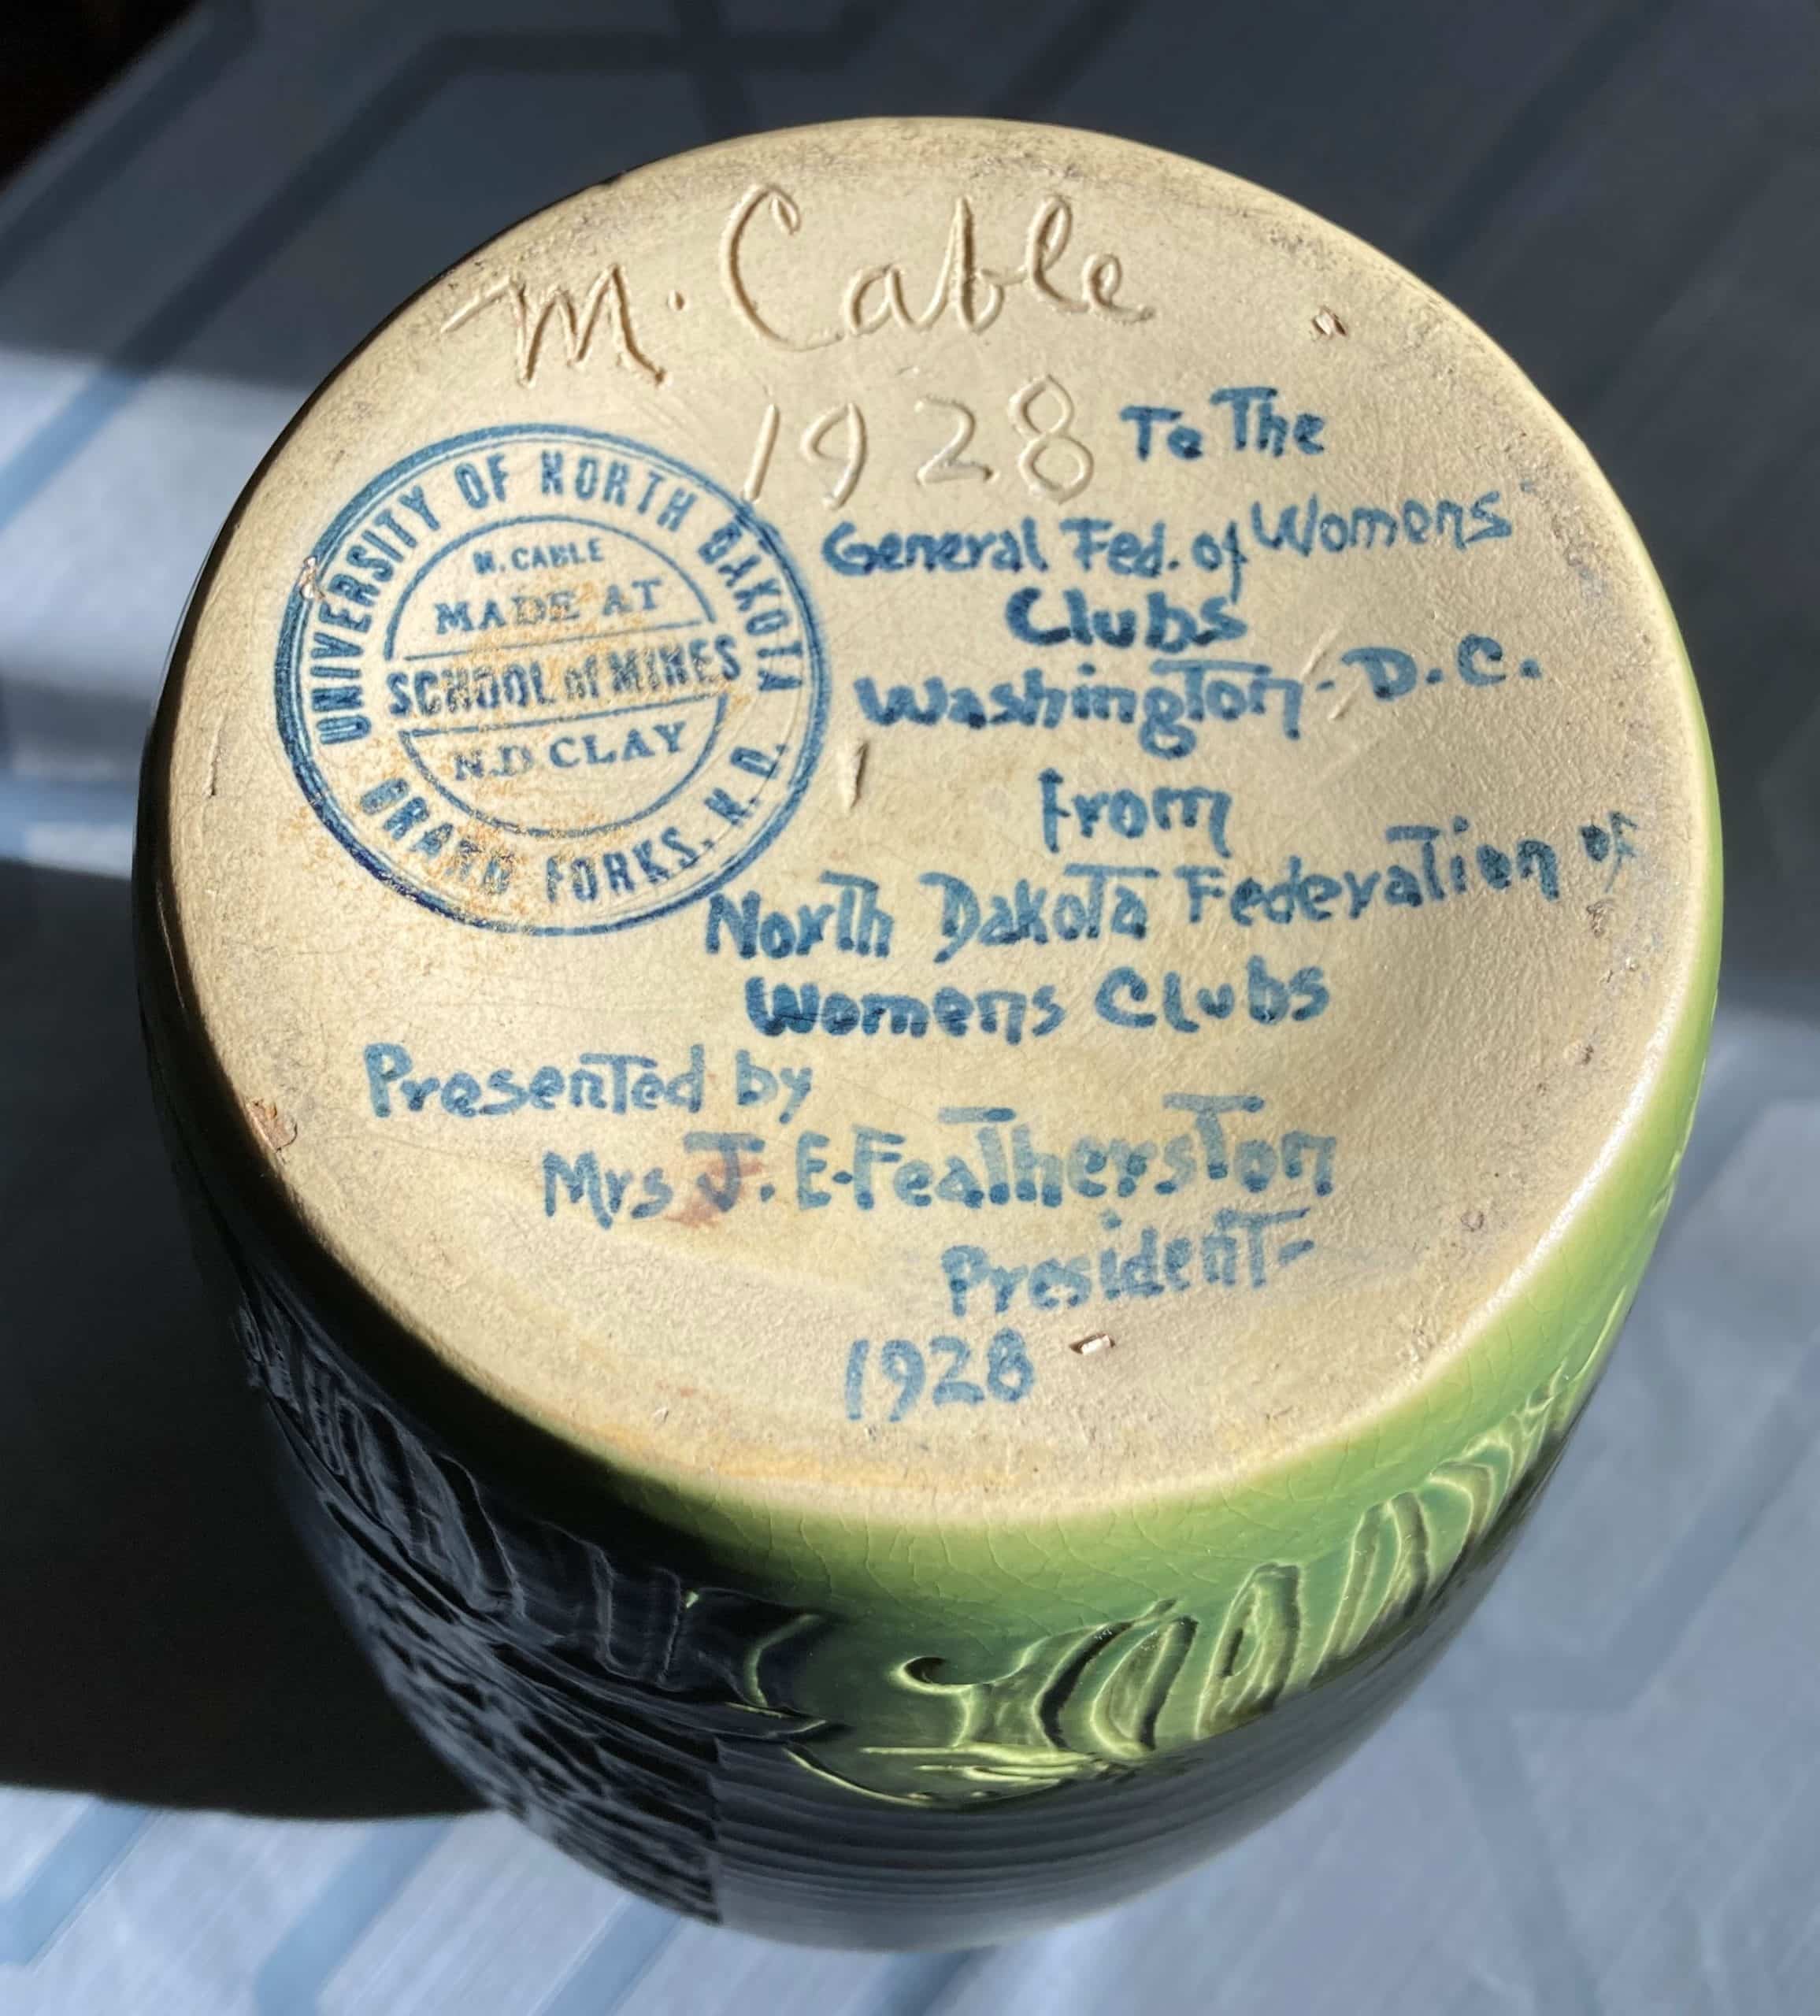 M. Cable
1928
UNIVERSITY OF NORTH DAKOTA
M. CABLE
MADE AT
SCHOOL of MINES
N.D CLAY
GRAND FORKS, N. D.
To The
General Fed. of Womens
Clubs
Washington - D.C.
from
North Dakota Federation of
Womens Clubs
Presented by
Mrs J. E. Featherston
President-
1928